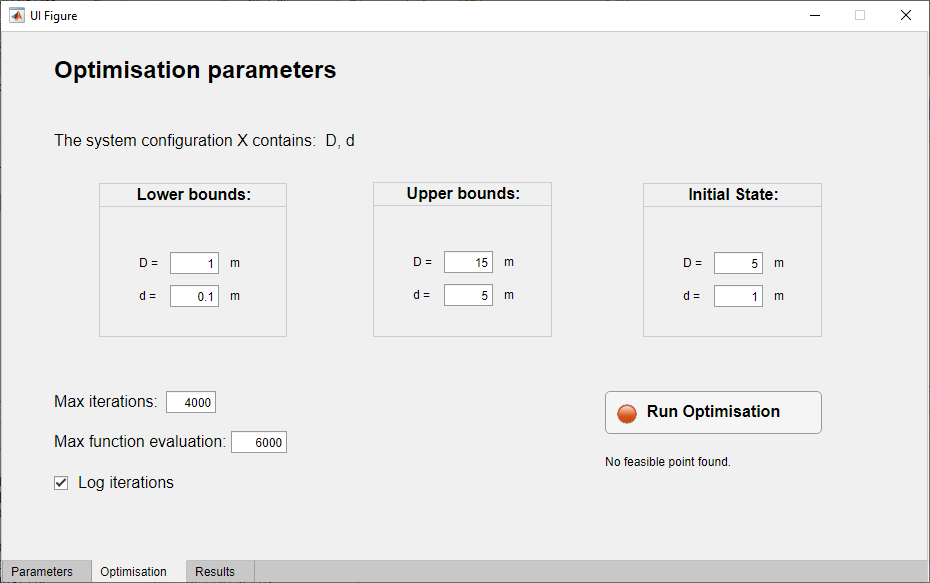 UI Figure
Optimisation parameters
The system configuration X contains: D, d
Lower bounds:
D = 1 m
d = 0.1 m
Upper bounds:
D = 15 m
d = 5 m
Initial State:
D = 5 m
d = 1 m
Max iterations: 4000
Max function evaluation: 6000
Log iterations
Run Optimisation
No feasible point found.
Parameters Optimisation Results